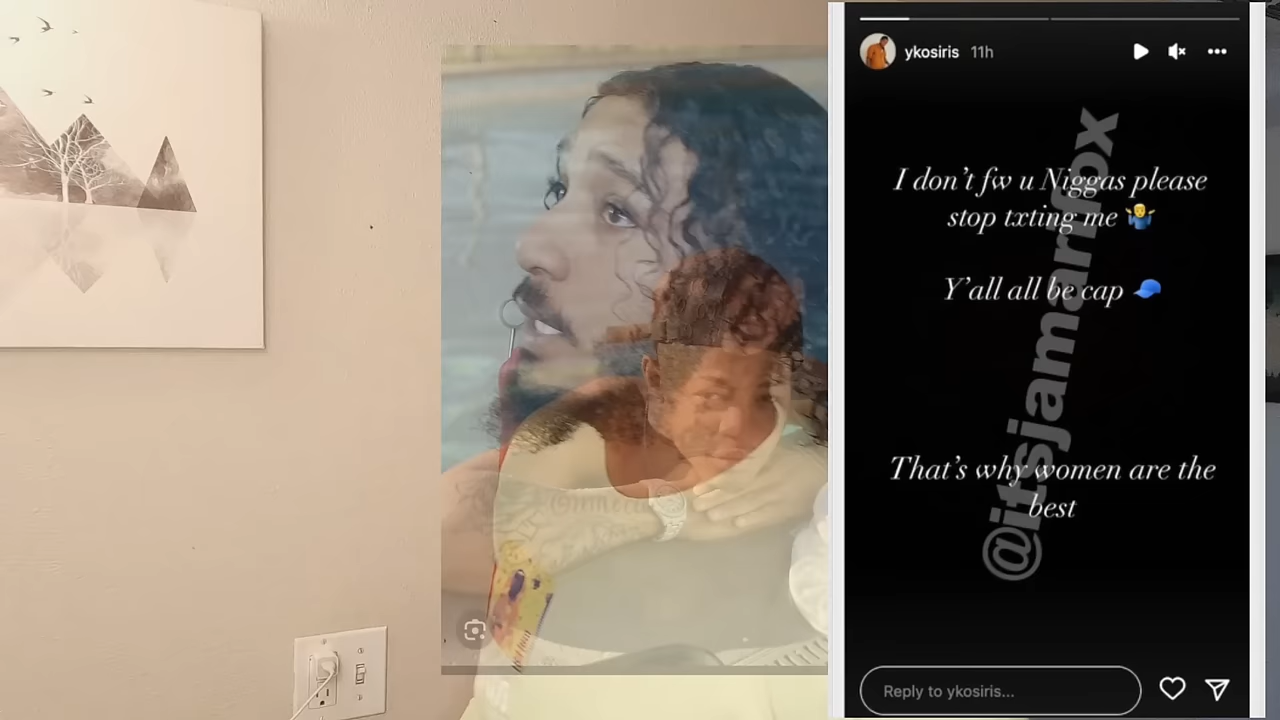 ykosiris 11h
I don't fw u Niggas please
stop txting me 🤷‍♂️
Y'all all be cap 🧢
That's why women are the
best
@itsjamarifox
Reply to ykosiris...